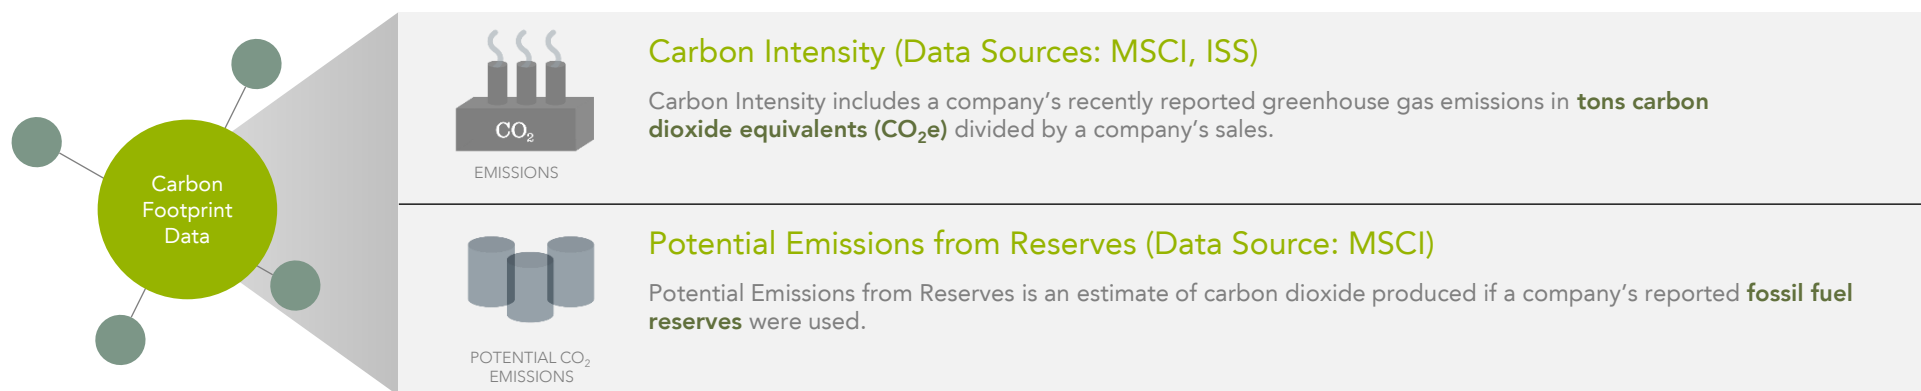 Carbon
Footprint
Data
CO₂
EMISSIONS
Carbon Intensity (Data Sources: MSCI, ISS)
Carbon Intensity includes a company’s recently reported greenhouse gas emissions in tons carbon
dioxide equivalents (CO₂e) divided by a company’s sales.
POTENTIAL CO₂
EMISSIONS
Potential Emissions from Reserves (Data Source: MSCI)
Potential Emissions from Reserves is an estimate of carbon dioxide produced if a company’s reported fossil fuel
reserves were used.